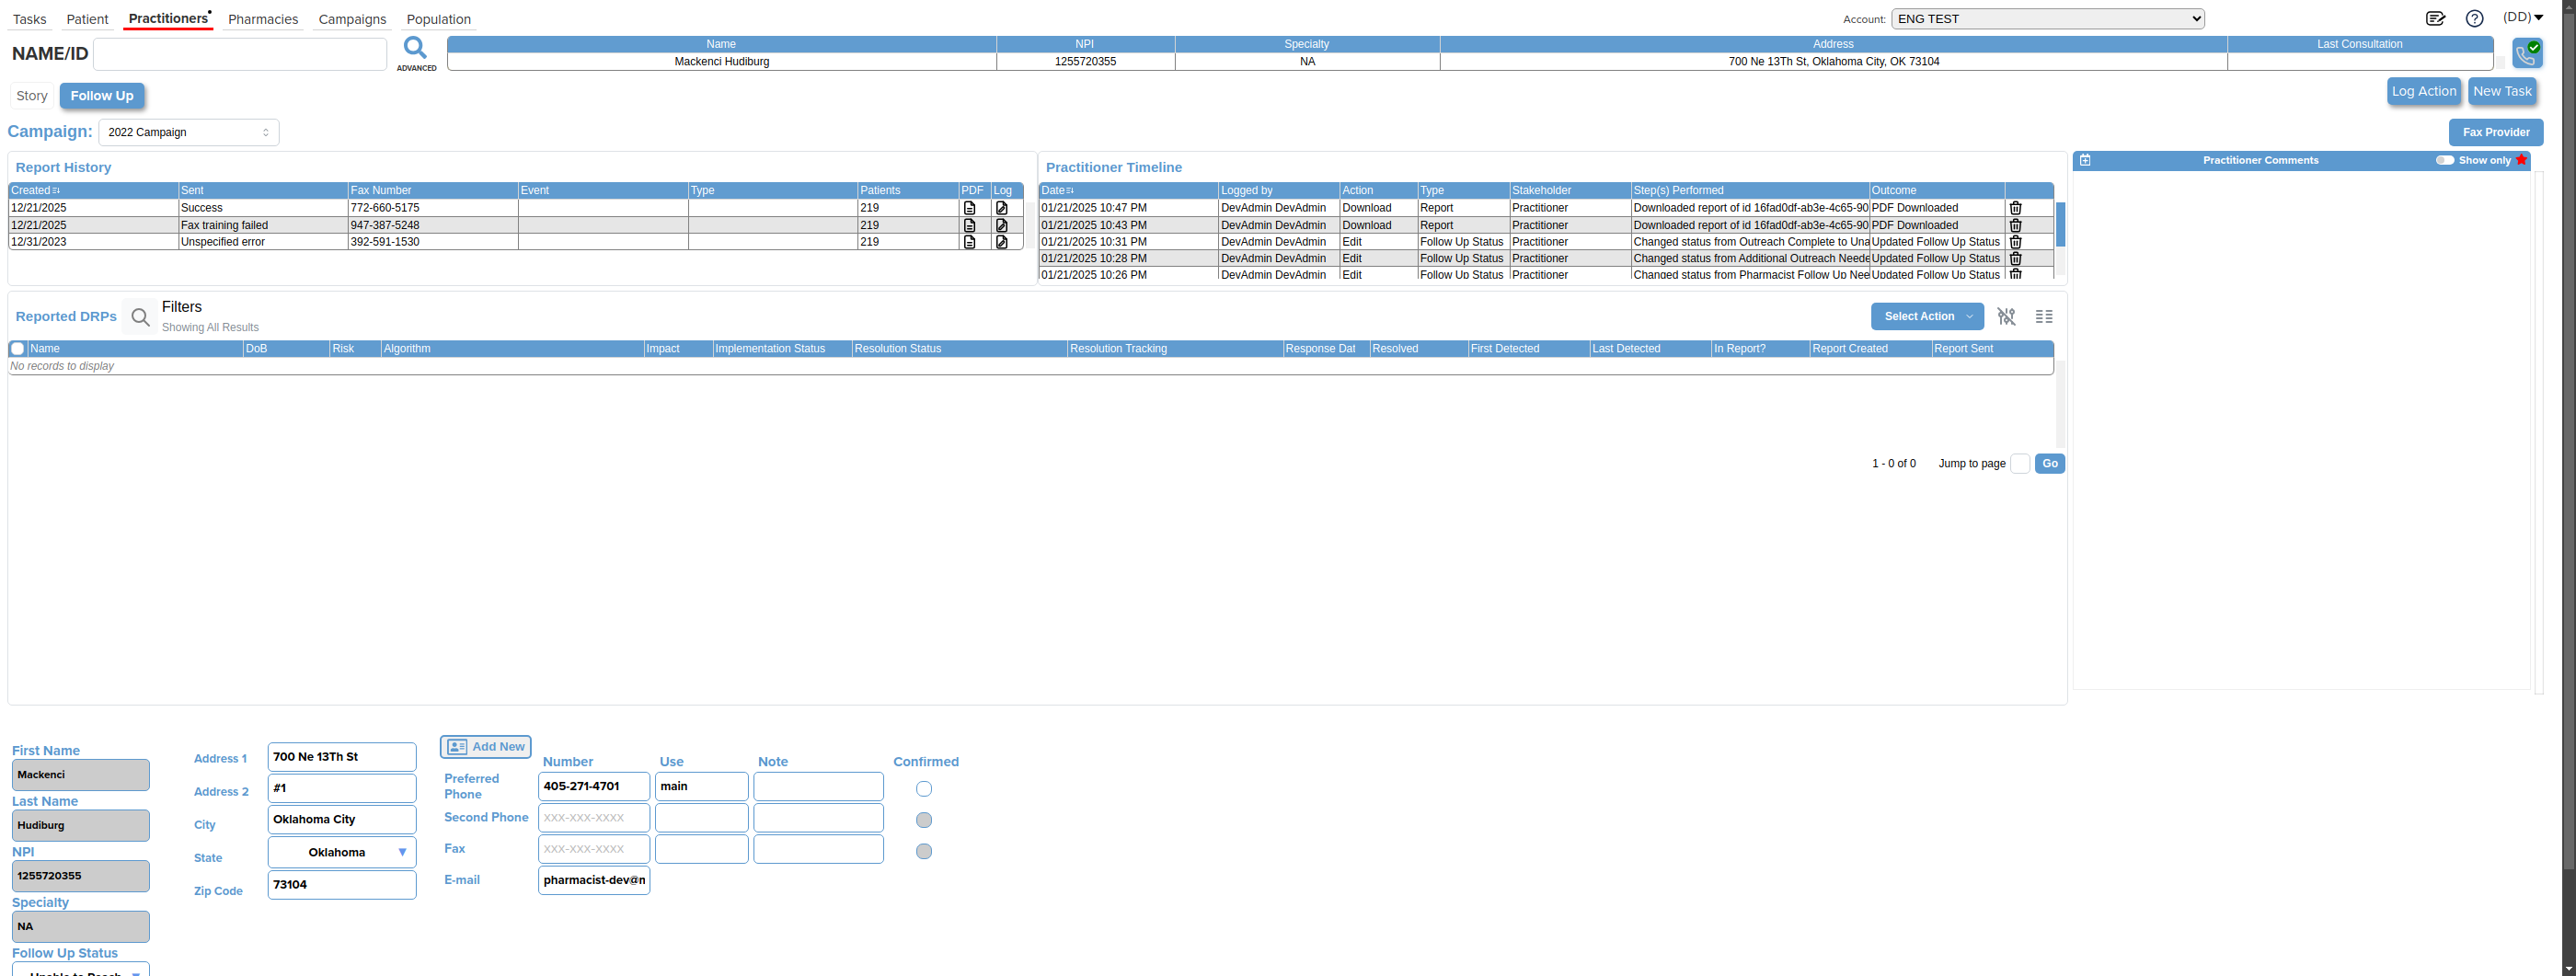 Tasks Patient Practitioners Pharmacies Campaigns Population Account: ENG TEST (DD)
NAME/ID ADVANCED
Name NPI Specialty Address Last Consultation
Mackenci Hudiburg 1255720355 NA 700 Ne 13Th St, Oklahoma City, OK 73104
Story Follow Up Log Action New Task
Campaign: 2022 Campaign Fax Provider
Report History
Created Sent Fax Number Event Type Patients PDF Log
12/21/2025 Success 772-660-5175 219
12/21/2025 Fax training failed 947-387-5248 219
12/31/2023 Unspecified error 392-591-1530 219
Practitioner Timeline
Date Logged by Action Type Stakeholder Step(s) Performed Outcome
01/21/2025 10:47 PM DevAdmin DevAdmin Download Report Practitioner Downloaded report of id 16fad0df-ab3e-4c65-90 PDF Downloaded
01/21/2025 10:43 PM DevAdmin DevAdmin Download Report Practitioner Downloaded report of id 16fad0df-ab3e-4c65-90 PDF Downloaded
01/21/2025 10:31 PM DevAdmin DevAdmin Edit Follow Up Status Practitioner Changed status from Outreach Complete to Una Updated Follow Up Status
01/21/2025 10:28 PM DevAdmin DevAdmin Edit Follow Up Status Practitioner Changed status from Additional Outreach Neede Updated Follow Up Status
01/21/2025 10:26 PM DevAdmin DevAdmin Edit Follow Up Status Practitioner Changed status from Pharmacist Follow Up Nee Updated Follow Up Status
Practitioner Comments Show only
Reported DRPs Filters
Showing All Results
Select Action
Name DoB Risk Algorithm Impact Implementation Status Resolution Status Resolution Tracking Response Dat Resolved First Detected Last Detected In Report? Report Created Report Sent
No records to display
1 - 0 of 0 Jump to page Go
First Name
Mackenci
Last Name
Hudiburg
NPI
1255720355
Specialty
NA
Follow Up Status
Unable to Reach
Address 1 700 Ne 13Th St
Address 2 #1
City Oklahoma City
State Oklahoma
Zip Code 73104
Add New
Number Use Note Confirmed
Preferred Phone 405-271-4701 main
Second Phone XXX-XXX-XXXX
Fax XXX-XXX-XXXX
E-mail pharmacist-dev@n